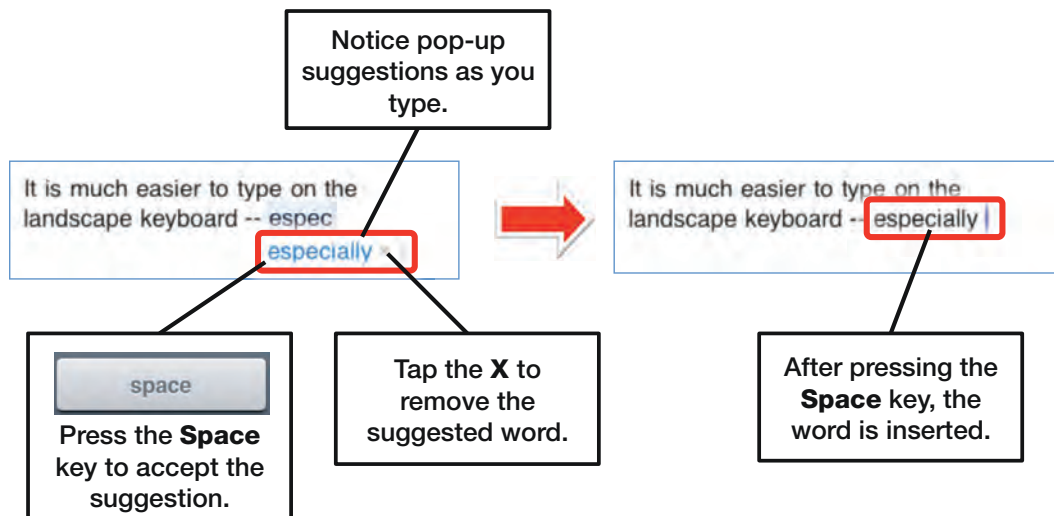 Notice pop-up
suggestions as you
type.
It is much easier to type on the
landscape keyboard -- espec
especially ×
It is much easier to type on the
landscape keyboard -- especially
space
Press the Space
key to accept the
suggestion.
Tap the X to
remove the
suggested word.
After pressing the
Space key, the
word is inserted.